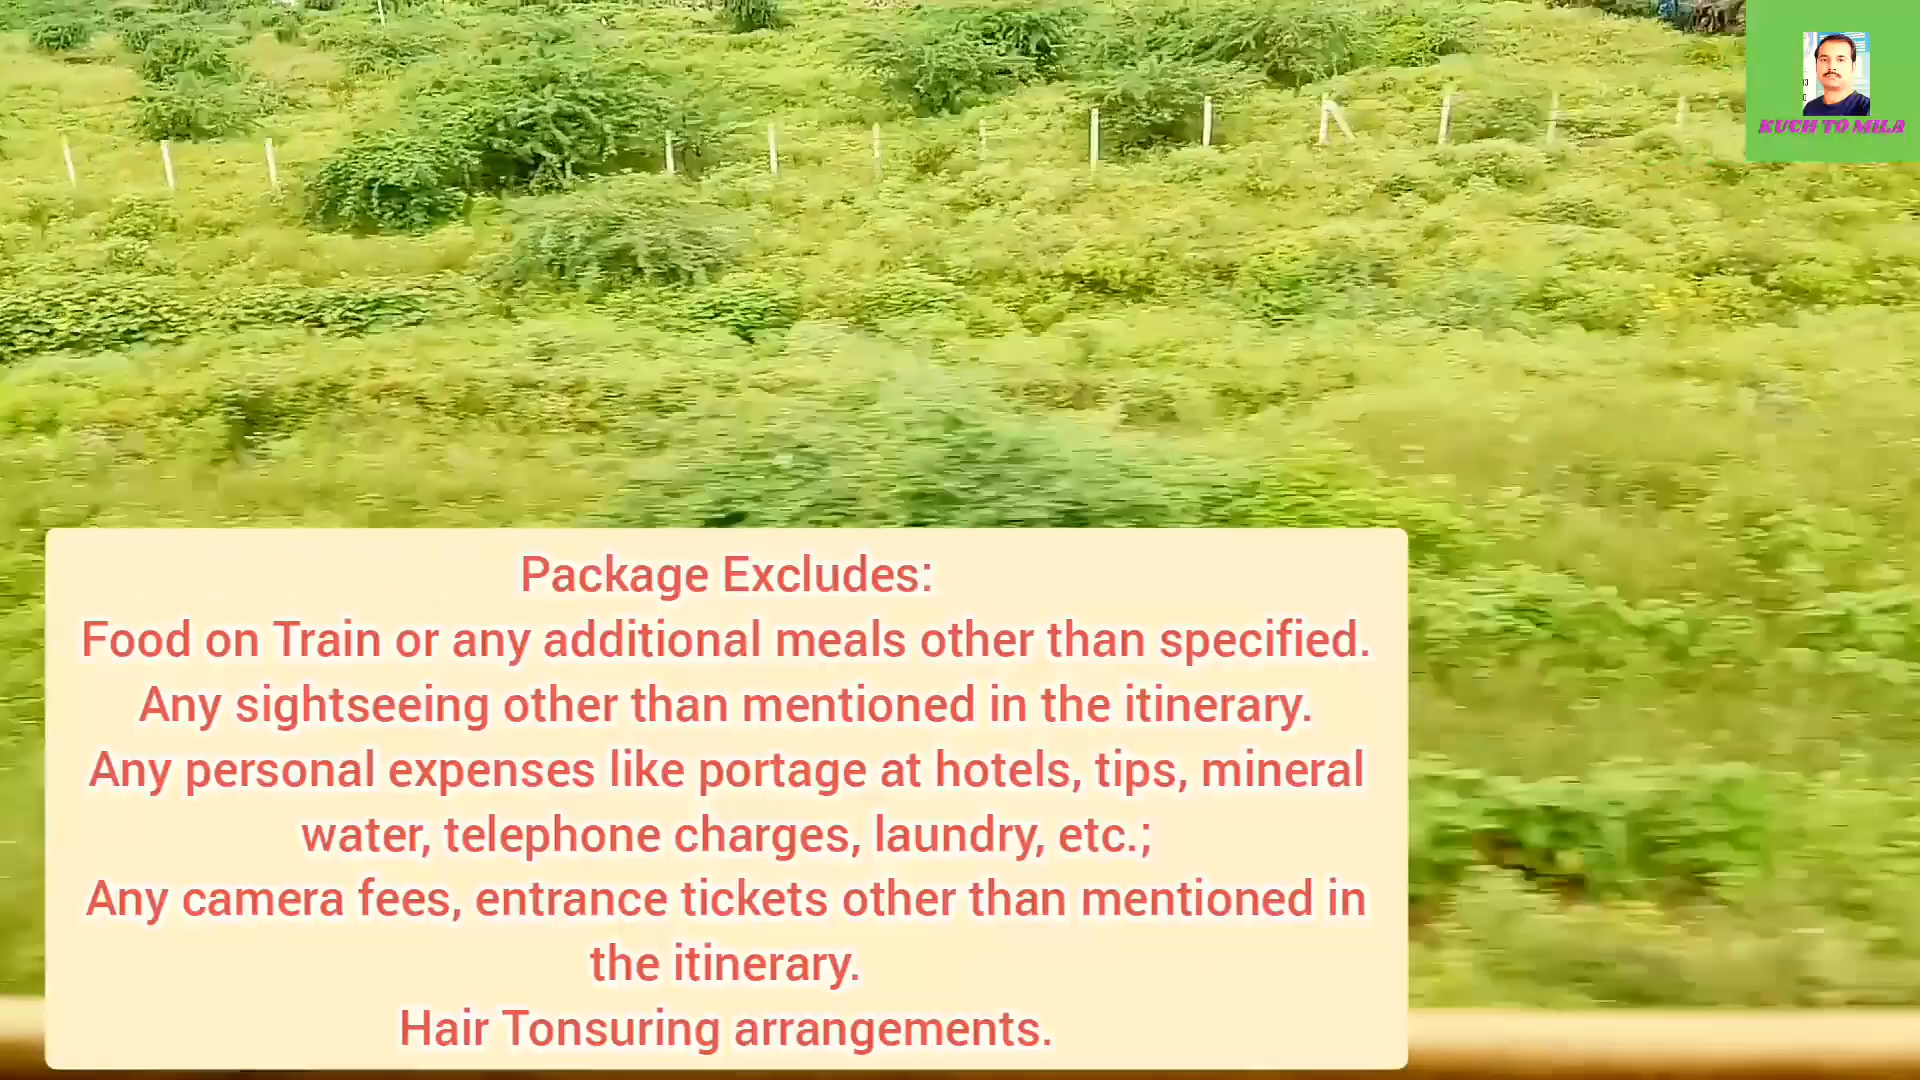 KUCH TO MILA
Package Excludes:
Food on Train or any additional meals other than specified.
Any sightseeing other than mentioned in the itinerary.
Any personal expenses like portage at hotels, tips, mineral
water, telephone charges, laundry, etc.;
Any camera fees, entrance tickets other than mentioned in
the itinerary.
Hair Tonsuring arrangements.